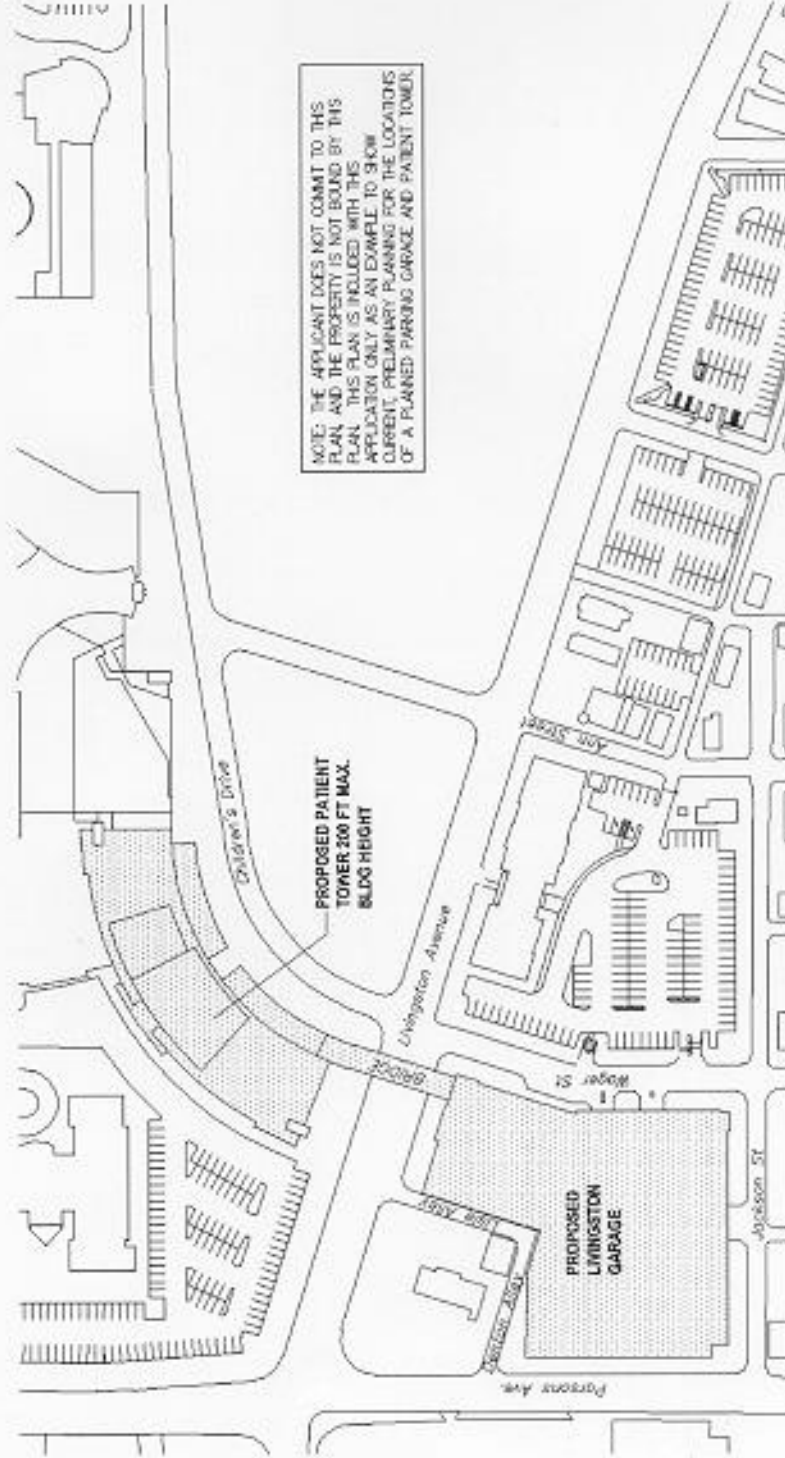 NOTE: THE APPLICANT DOES NOT COMMIT TO THIS
PLAN, AND THE PROPERTY IS NOT BOUND BY THIS
PLAN. THIS PLAN IS INCLUDED WITH THIS
APPLICATION ONLY AS AN EXAMPLE TO SHOW
CURRENT, PRELIMINARY PLANNING FOR THE LOCATIONS
OF A PLANNED PARKING GARAGE AND PATIENT TOWER.
Children's Drive
PROPOSED PATIENT
TOWER 200 FT MAX.
BLDG HEIGHT
Ann Street
Livingston Avenue
BRIDGE
Wager St
Alley
PROPOSED
LIVINGSTON
GARAGE
Alley
Jackson St
Parsons Ave.